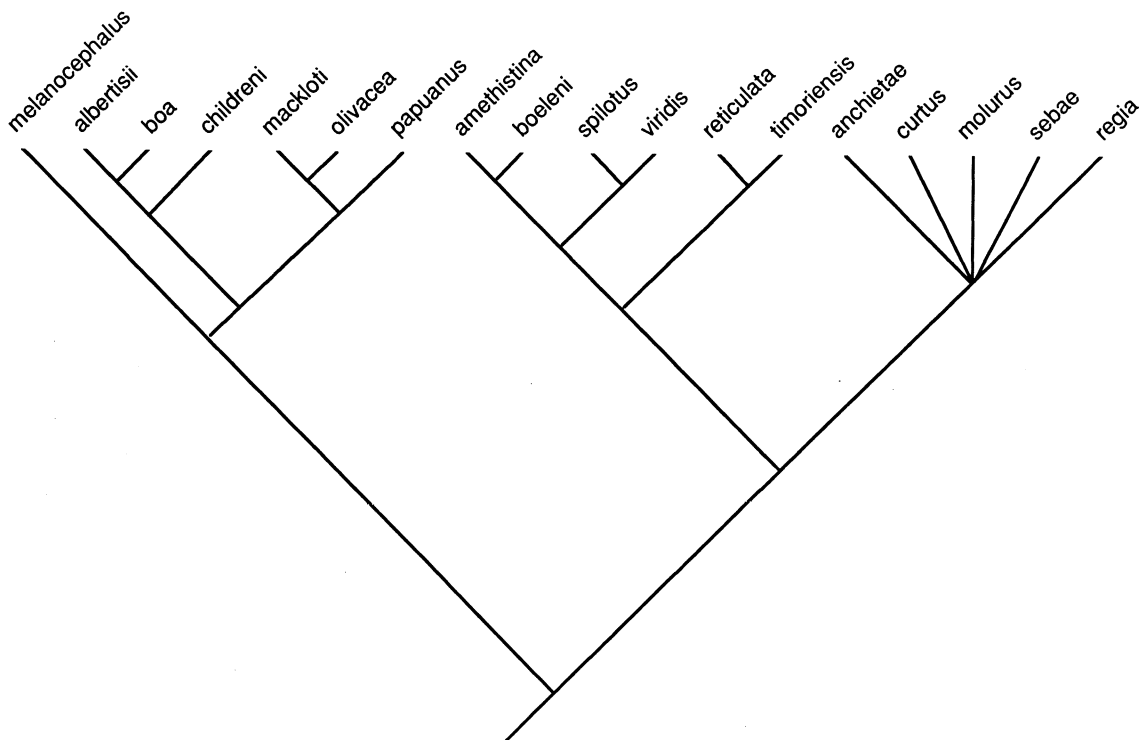 melanocephalus
albertisii
boa
childreni
mackloti
olivacea
papuanus
amethistina
boeleni
spilotus
viridis
reticulata
timoriensis
anchietae
curtus
molurus
sebae
regia